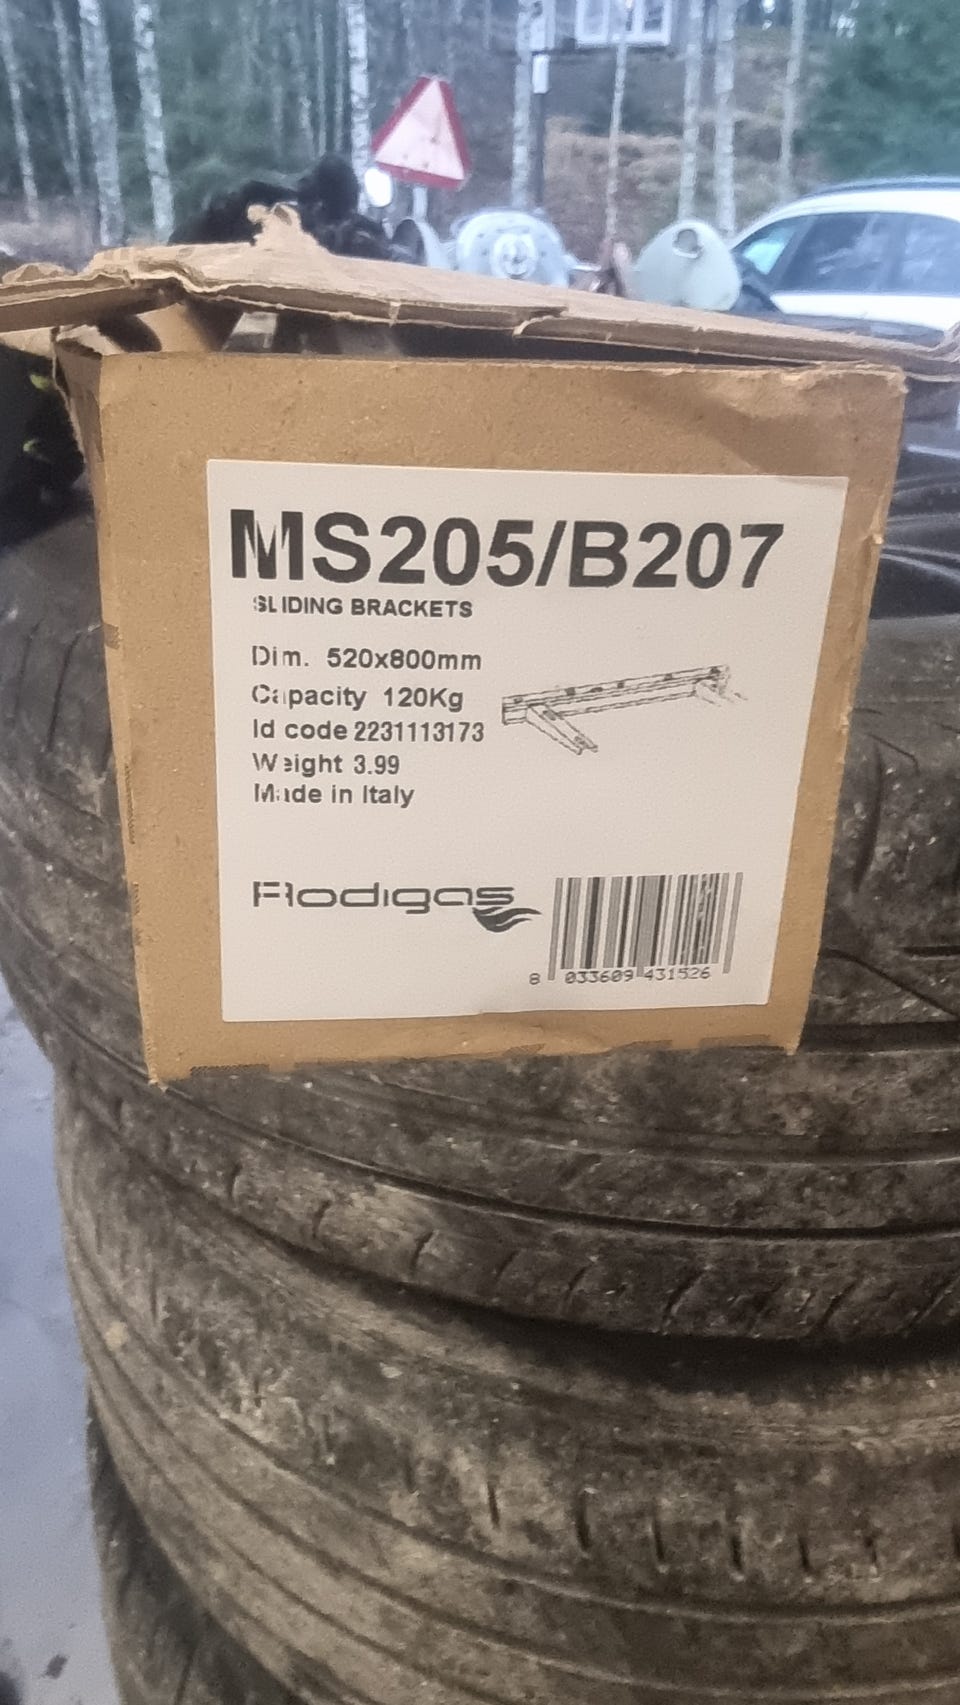 MS205/B207
SLIDING BRACKETS
Dim. 520x800mm
Capacity 120Kg
Id code 2231113173
Weight 3.99
Made in Italy
Rodigas
8 033609 431526